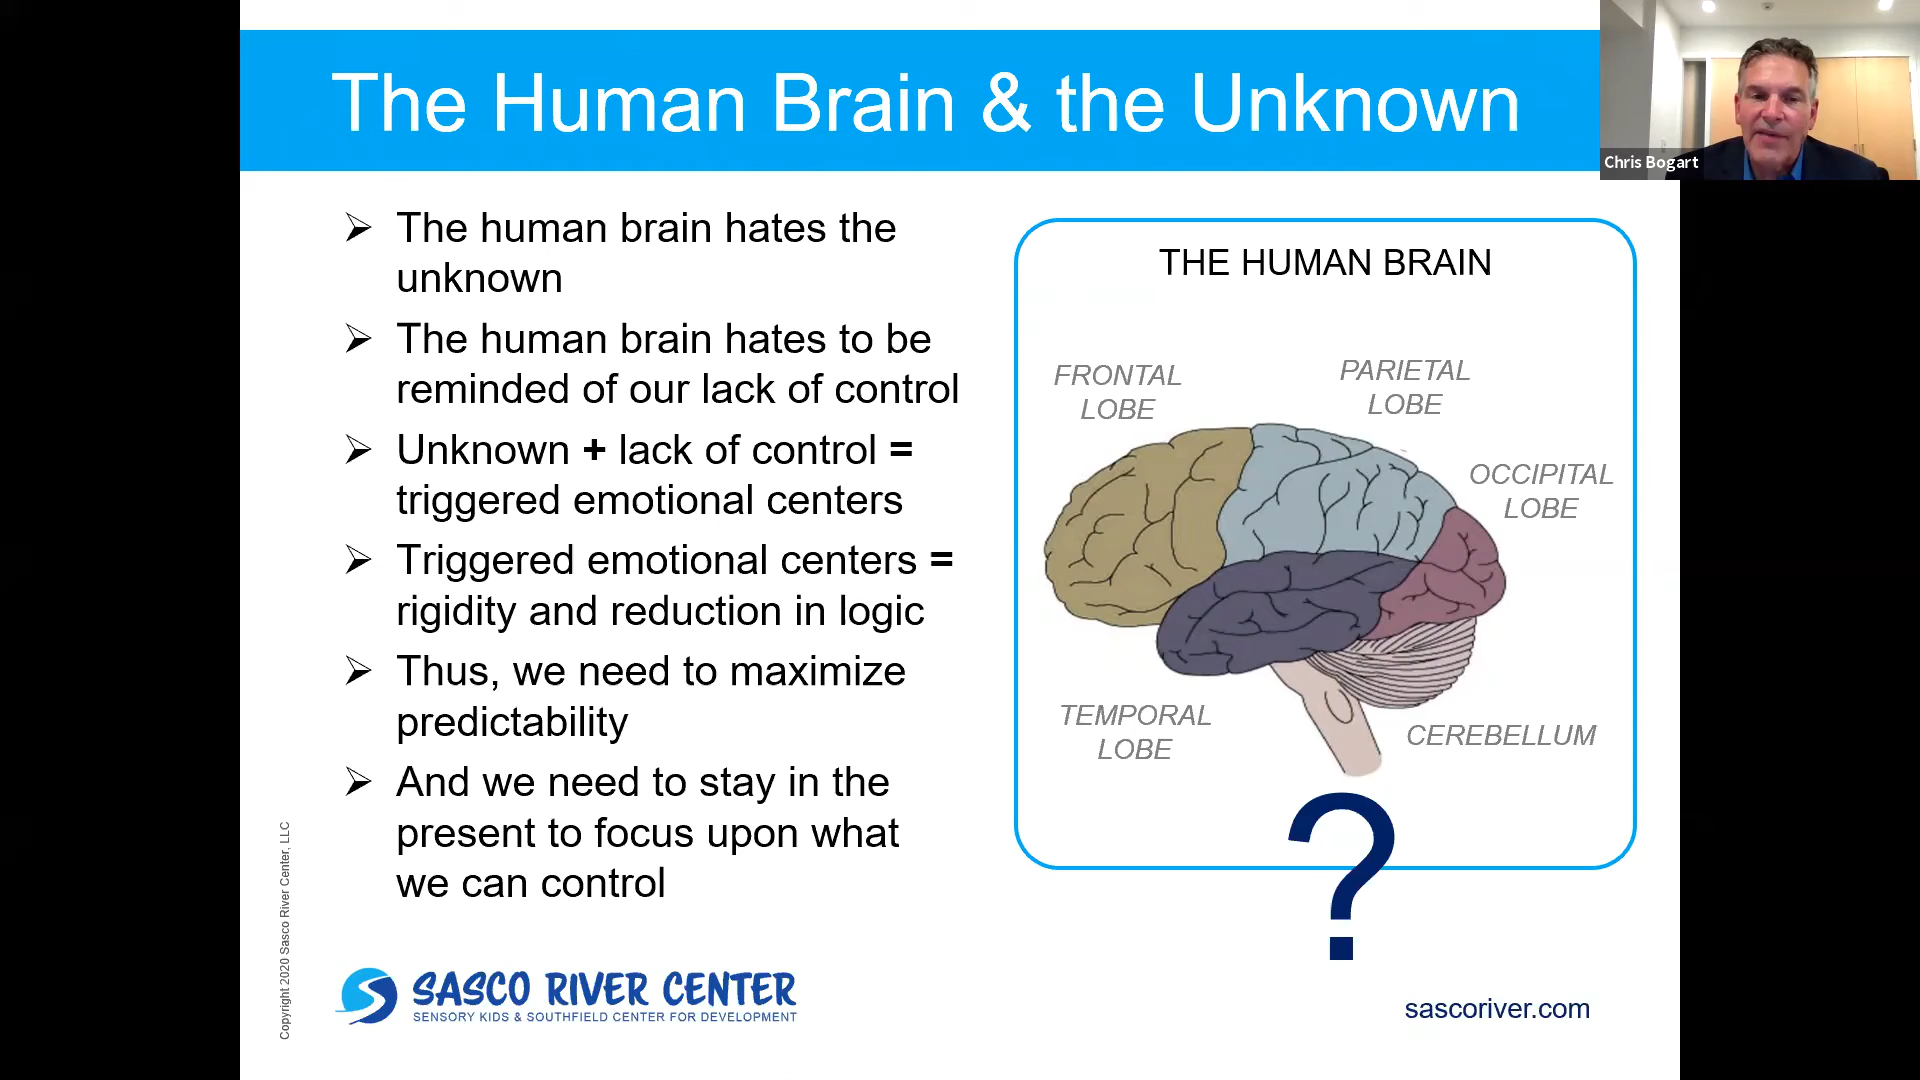 The Human Brain & the Unknown
Chris Bogart
The human brain hates the
unknown
The human brain hates to be
reminded of our lack of control
Unknown + lack of control =
triggered emotional centers
Triggered emotional centers =
rigidity and reduction in logic
Thus, we need to maximize
predictability
And we need to stay in the
present to focus upon what
we can control
THE HUMAN BRAIN
FRONTAL
LOBE
PARIETAL
LOBE
OCCIPITAL
LOBE
TEMPORAL
LOBE
CEREBELLUM
?
Copyright 2020 Sasco River Center, LLC
SASCO RIVER CENTER
SENSORY KIDS & SOUTHFIELD CENTER FOR DEVELOPMENT
sascoriver.com